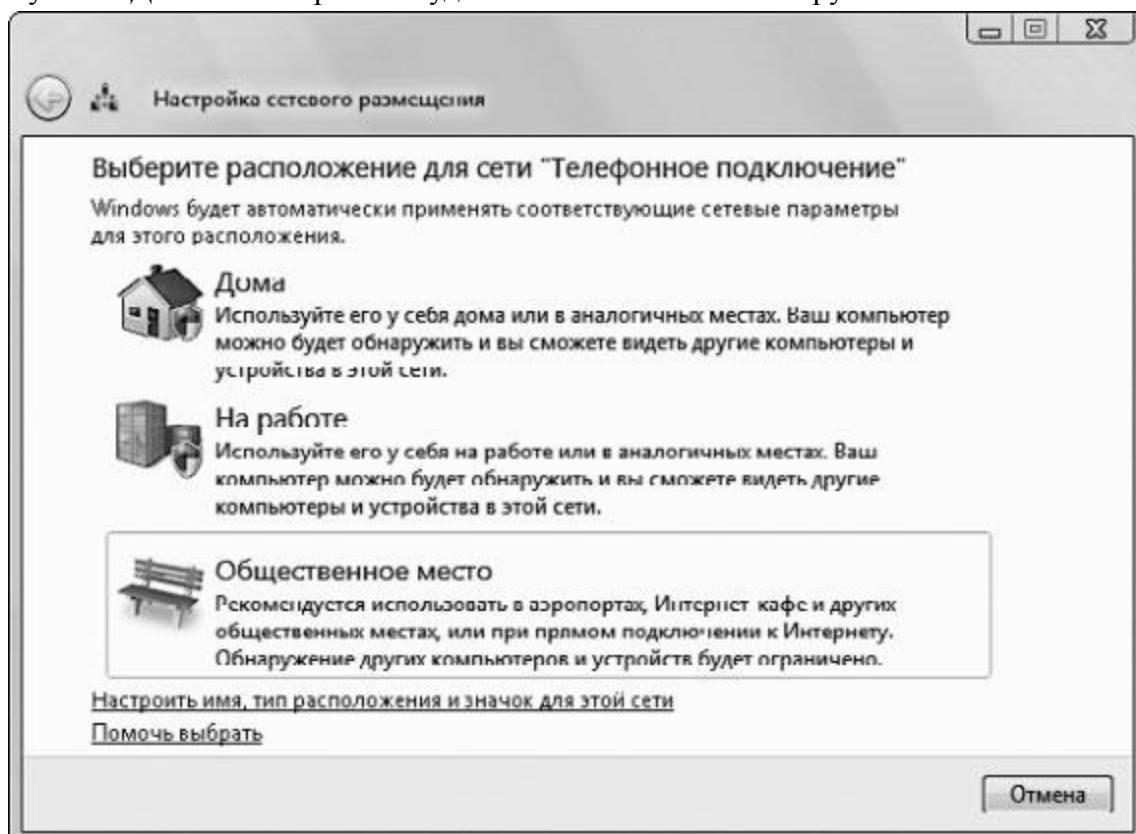 Настройка сетевого размещения
Выберите расположение для сети "Телефонное подключение"
Windows будет автоматически применять соответствующие сетевые параметры
для этого расположения.
Дома
Используйте его у себя дома или в аналогичных местах. Ваш компьютер
можно будет обнаружить и вы сможете видеть другие компьютеры и
устройства в этой сети.
На работе
Используйте его у себя на работе или в аналогичных местах. Ваш
компьютер можно будет обнаружить и вы сможете видеть другие
компьютеры и устройства в этой сети.
Общественное место
Рекомендуется использовать в аэропортах, Интернет кафе и других
общественных местах, или при прямом подключении к Интернету.
Обнаружение других компьютеров и устройств будет ограничено.
Настроить имя, тип расположения и значок для этой сети
Помочь выбрать
Отмена